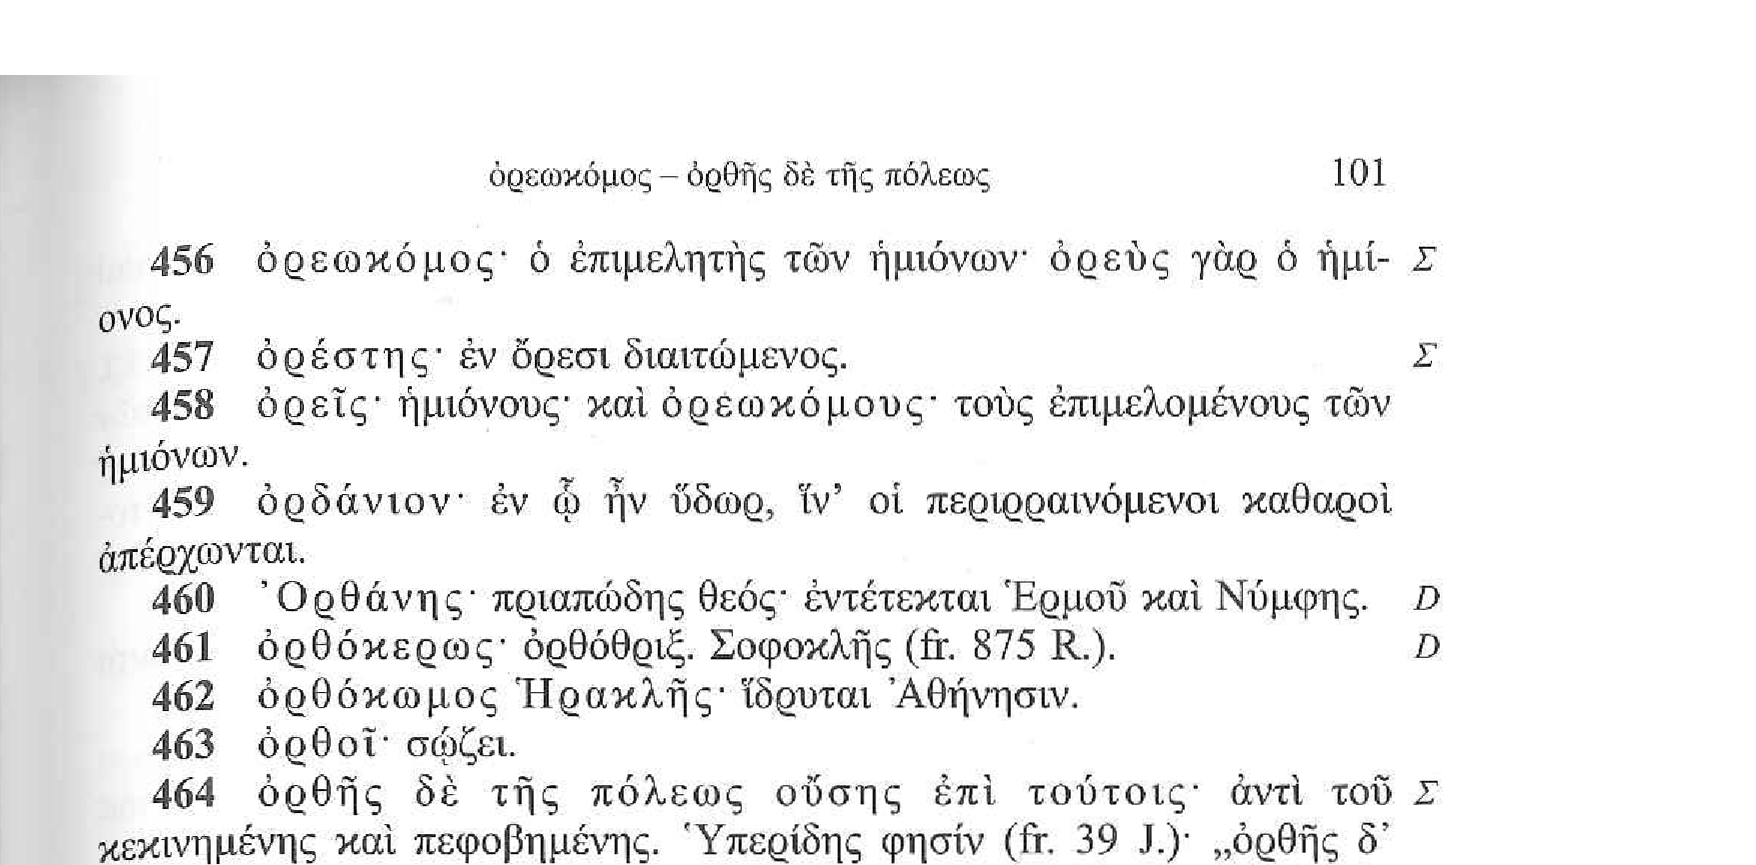 ὀρεωκόμος – ὀρθῆς δὲ τῆς πόλεως 101
456 ὀρεωκόμος· ὁ ἐπιμελητὴς τῶν ἡμιόνων· ὀρεὺς γὰρ ὁ ἡμί- Σ
ονος.
457 ὀρέστης· ἐν ὄρεσι διαιτώμενος. Σ
458 ὀρεῖς· ἡμιόνους· καὶ ὀρεωκόμους· τοὺς ἐπιμελομένους τῶν
ἡμιόνων.
459 ὀρδάνιον· ἐν ᾧ ἦν ὕδωρ, ἵν’ οἱ περιρραινόμενοι καθαροὶ
ἀπέρχωνται.
460 Ὀρθάνης· πριαπώδης θεός· ἐντέτεκται Ἑρμοῦ καὶ Νύμφης. D
461 ὀρθόκερως· ὀρθόθριξ. Σοφοκλῆς (fr. 875 R.). D
462 ὀρθόκωμος Ἡρακλῆς· ἵδρυται Ἀθήνησιν.
463 ὀρθοῖ· σῴζει.
464 ὀρθῆς δὲ τῆς πόλεως οὔσης ἐπὶ τούτοις· ἀντὶ τοῦ Σ
κεκινημένης καὶ πεφοβημένης. Ὑπερίδης φησίν (fr. 39 J.)· „ὀρθῆς δ’